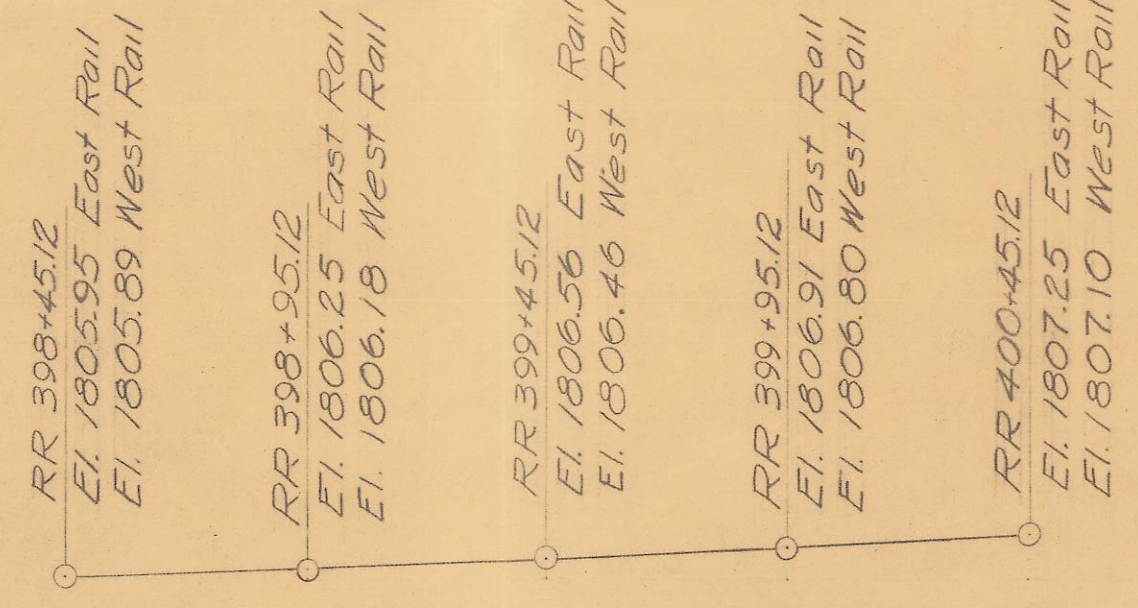 RR 398+45.12
El. 1805.95 East Rail
El. 1805.89 West Rail
RR 398+95.12
El. 1806.25 East Rail
El. 1806.18 West Rail
RR 399+45.12
El. 1806.56 East Rail
El. 1806.46 West Rail
RR 399+95.12
El. 1806.91 East Rail
El. 1806.80 West Rail
RR 400+45.12
El. 1807.25 East Rail
El. 1807.10 West Rail